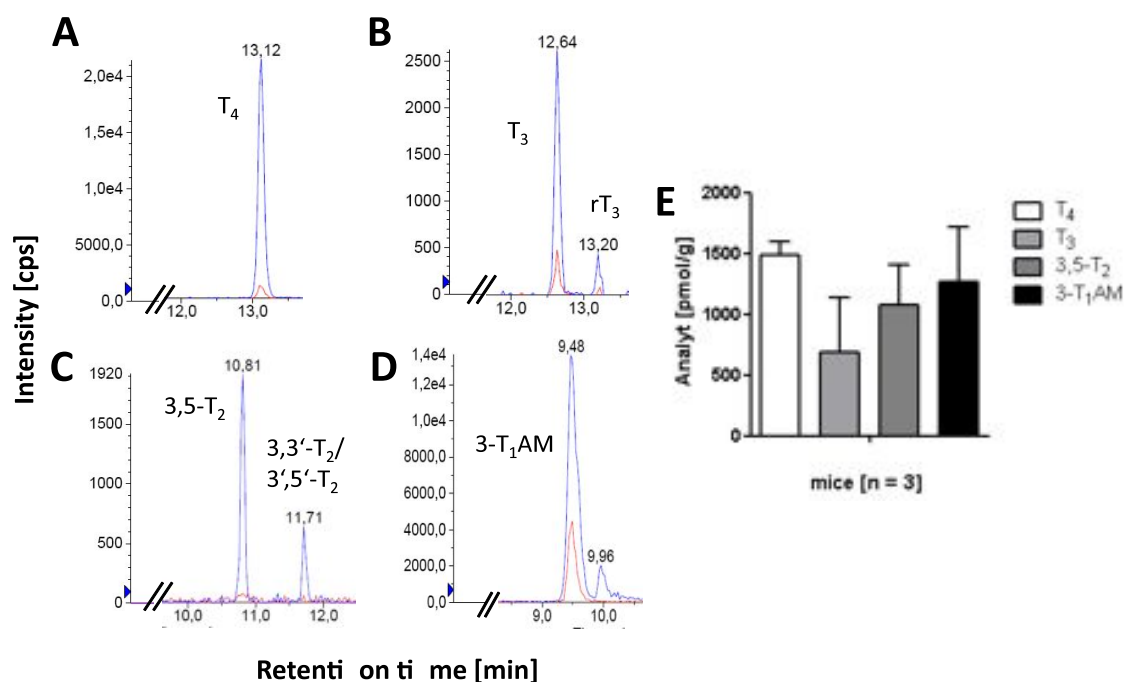 A
13,12
2,0e4
1,5e4
1,0e4
5000,0
0,0
T4
12,0
13,0
B
12,64
2500
2000
1500
1000
500
0
T3
rT3
13,20
12,0
13,0
Intensity [cps]
C
10,81
1920
1500
1000
500
0
3,5-T2
3,3‘-T2/
3‘,5‘-T2
11,71
10,0
11,0
12,0
D
9,48
1,4e4
1,2e4
1,0e4
8000,0
6000,0
4000,0
2000,0
0,0
3-T1AM
9,96
9,0
10,0
Retenti on ti me [min]
E
2000
1500
1000
500
0
Analyt [pmol/g]
mice [n = 3]
T4
T3
3,5-T2
3-T1AM